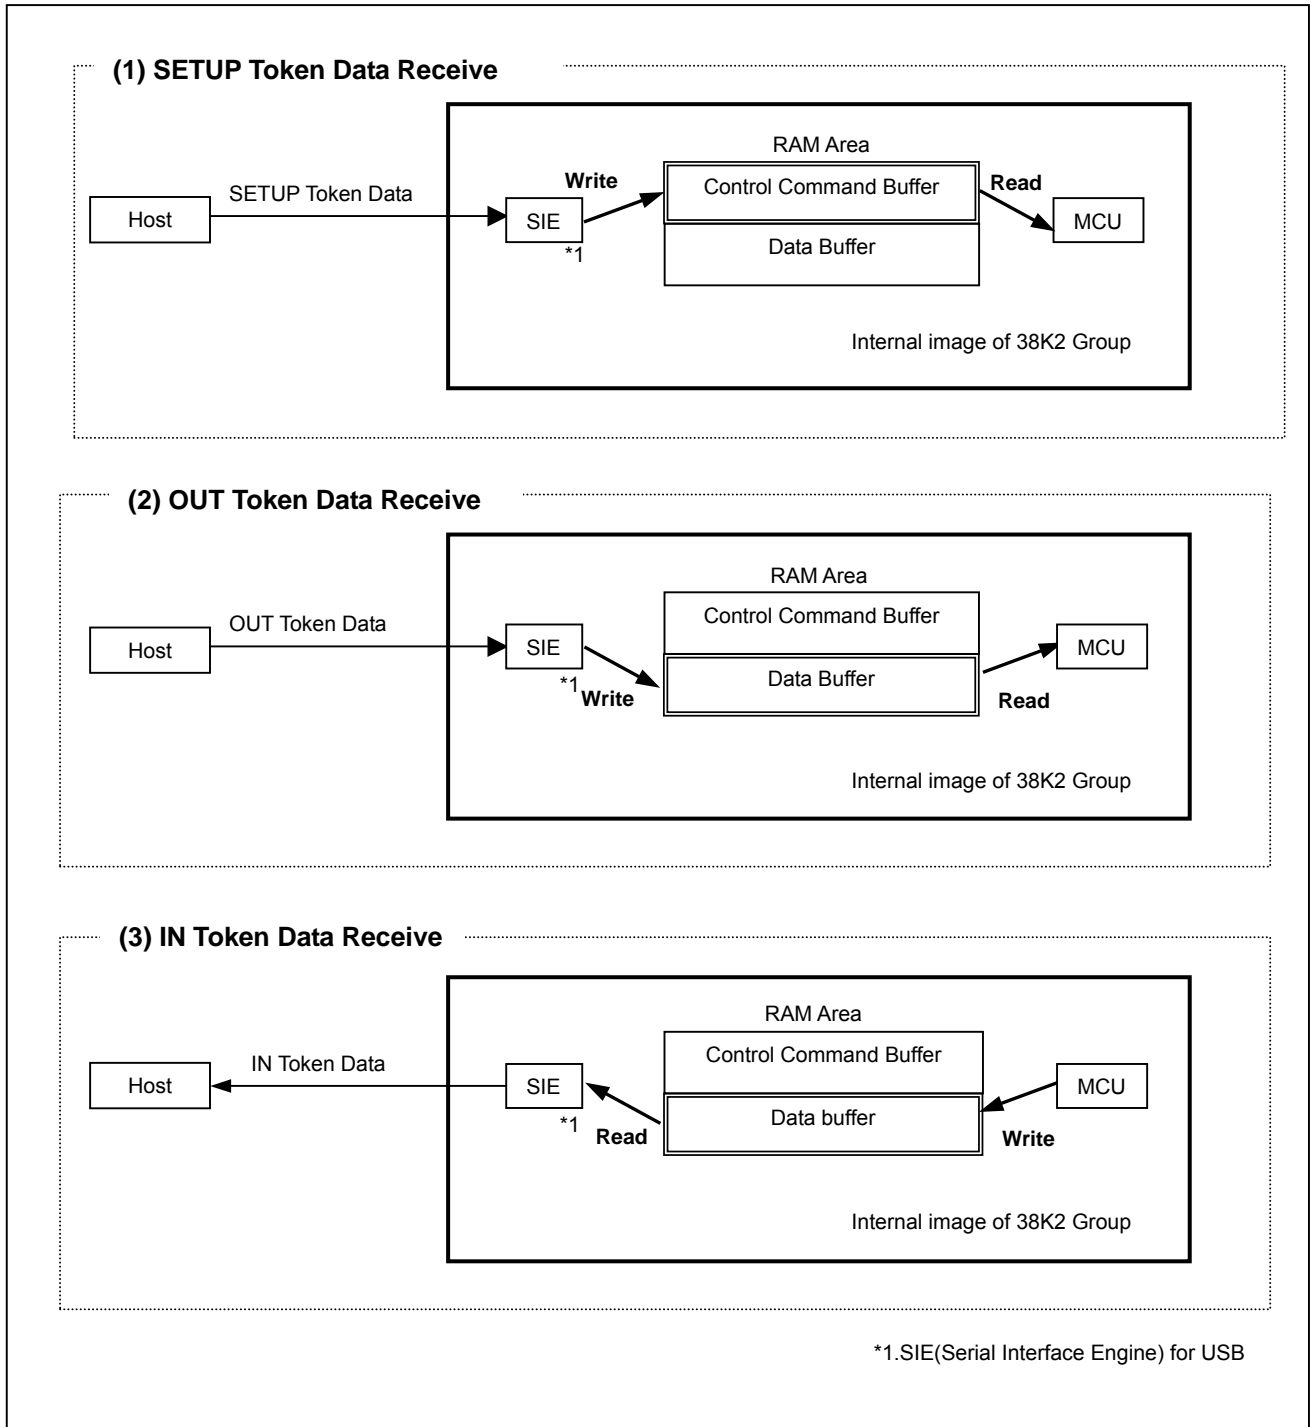 (1) SETUP Token Data Receive
RAM Area
Write
Control Command Buffer
Read
SETUP Token Data
Host
SIE
MCU
*1
Data Buffer
Internal image of 38K2 Group
(2) OUT Token Data Receive
RAM Area
Control Command Buffer
OUT Token Data
Host
SIE
MCU
*1
Write
Data Buffer
Read
Internal image of 38K2 Group
(3) IN Token Data Receive
RAM Area
Control Command Buffer
IN Token Data
Host
SIE
MCU
*1
Read
Data buffer
Write
Internal image of 38K2 Group
*1.SIE(Serial Interface Engine) for USB